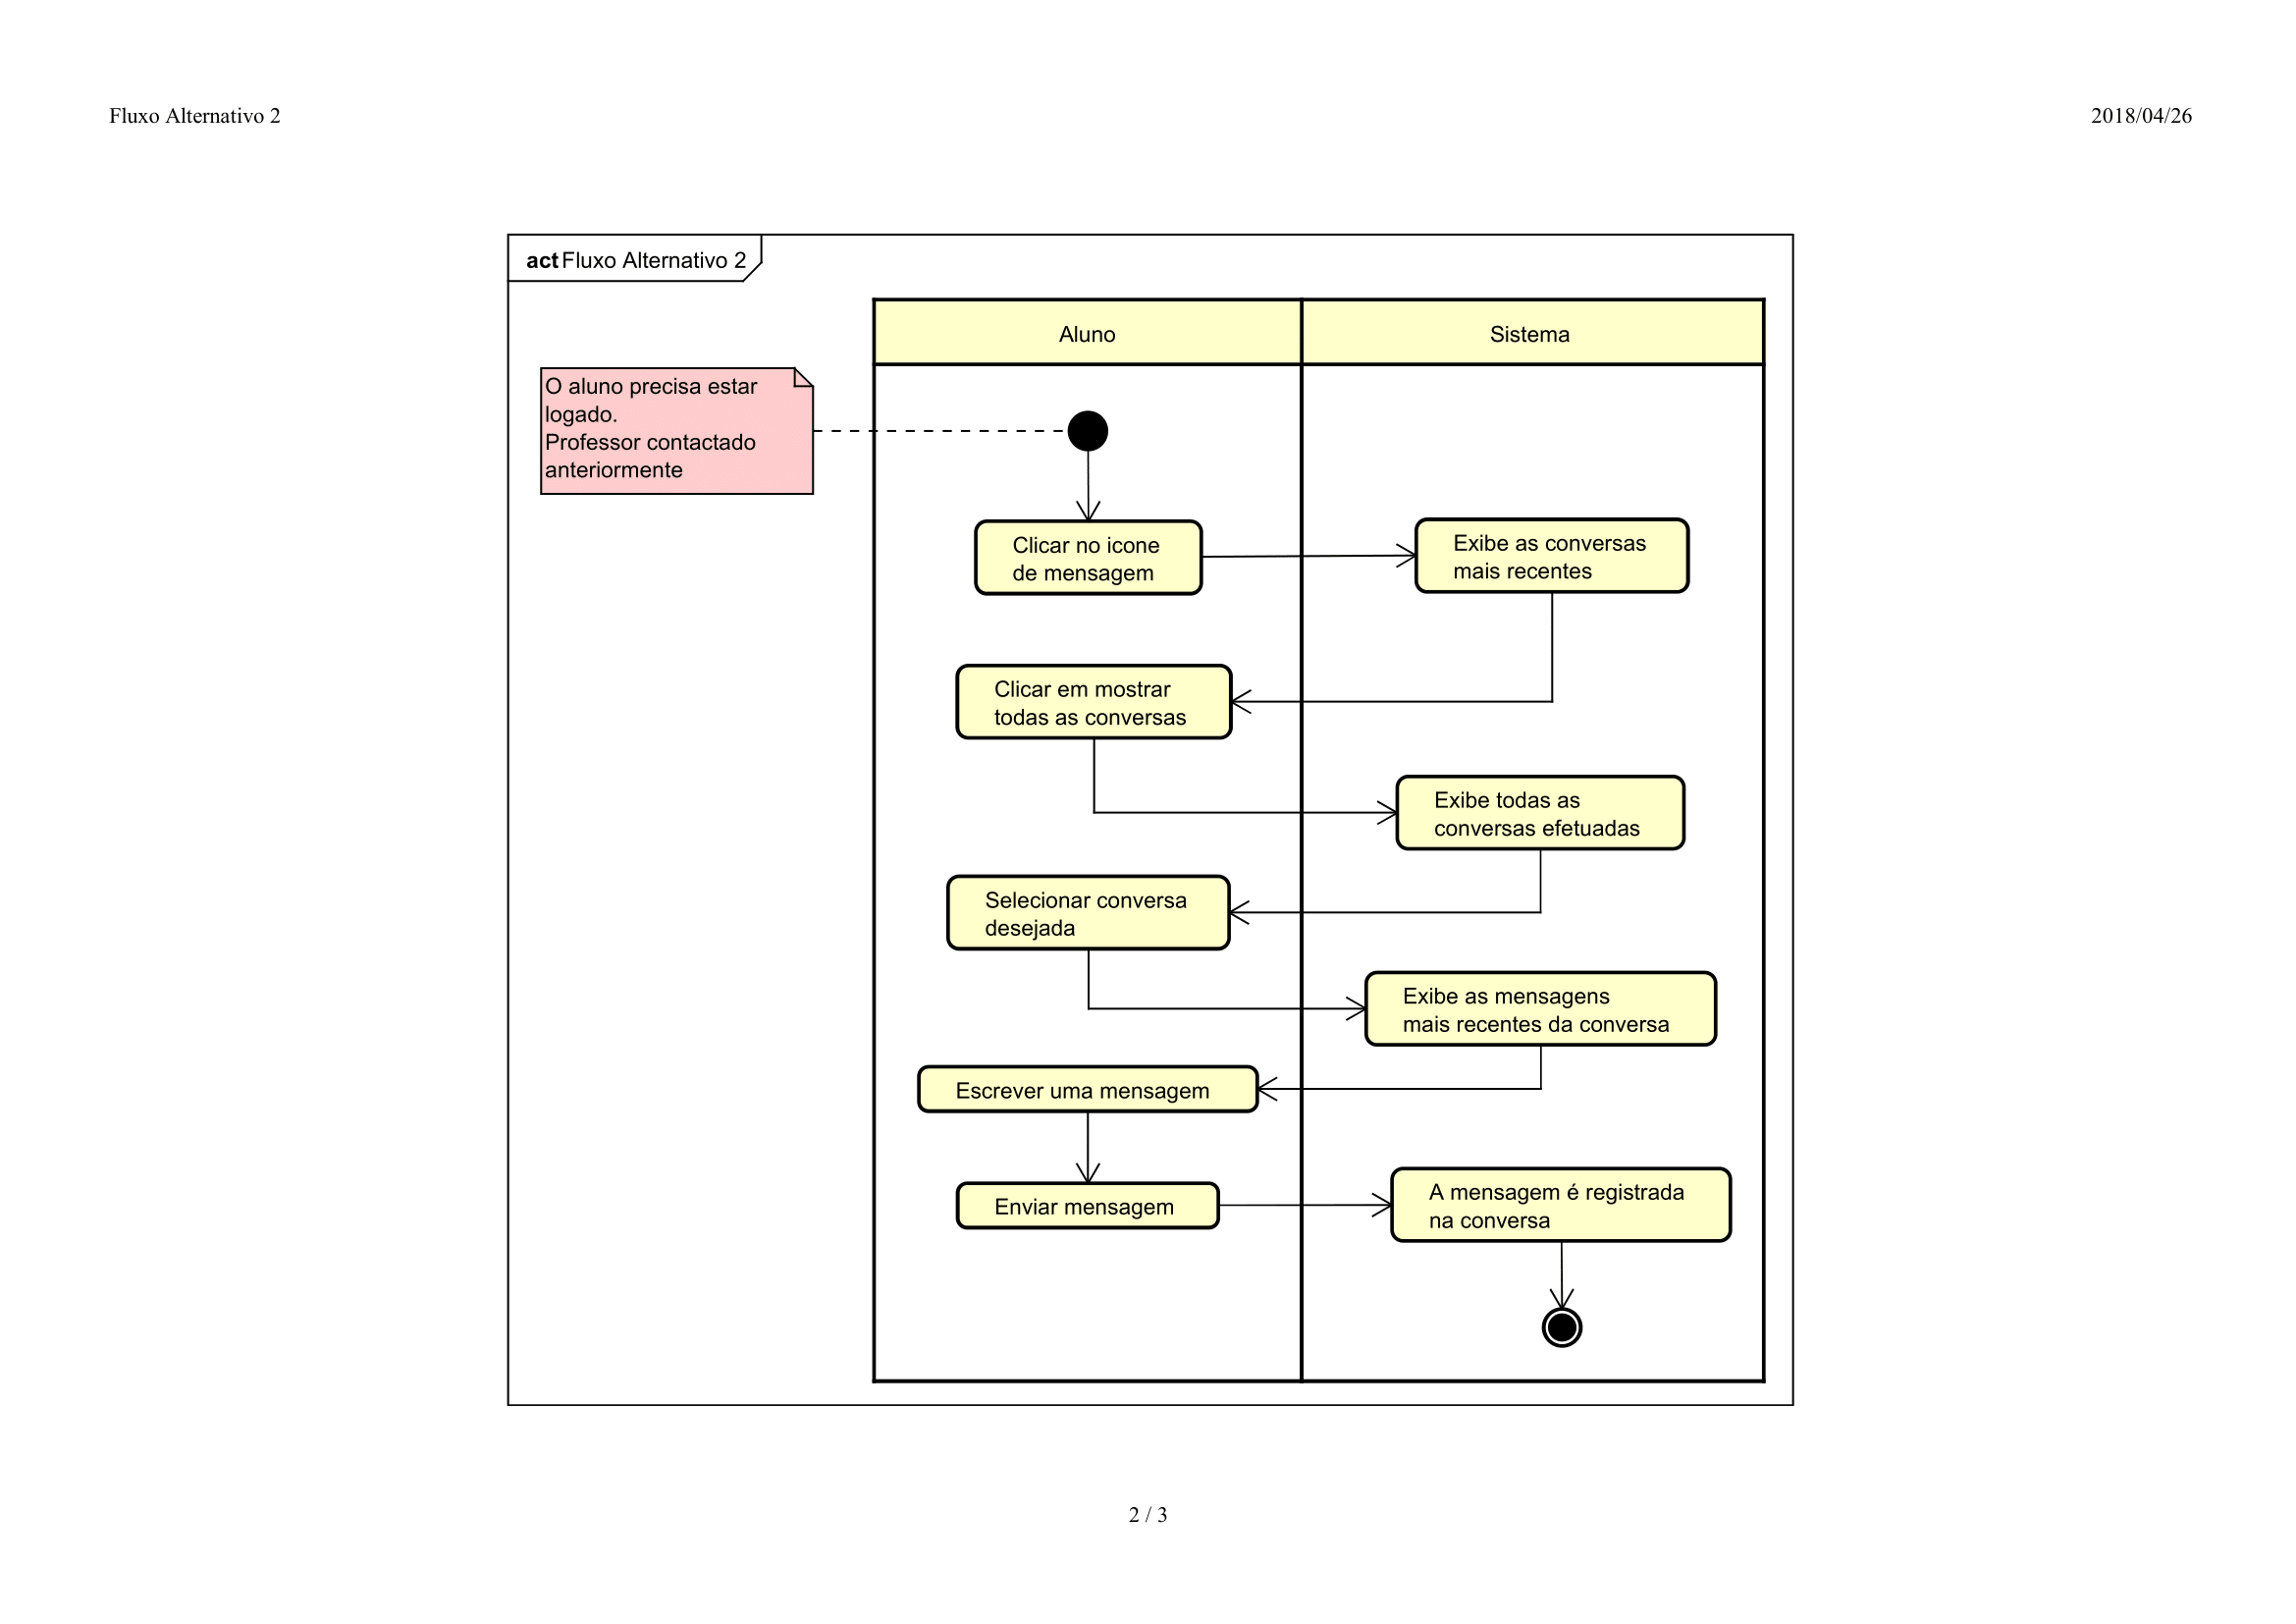 Fluxo Alternativo 2
2018/04/26
act Fluxo Alternativo 2
Aluno
Sistema
O aluno precisa estar
logado.
Professor contactado
anteriormente
Clicar no icone
de mensagem
Exibe as conversas
mais recentes
Clicar em mostrar
todas as conversas
Exibe todas as
conversas efetuadas
Selecionar conversa
desejada
Exibe as mensagens
mais recentes da conversa
Escrever uma mensagem
Enviar mensagem
A mensagem é registrada
na conversa
2 / 3